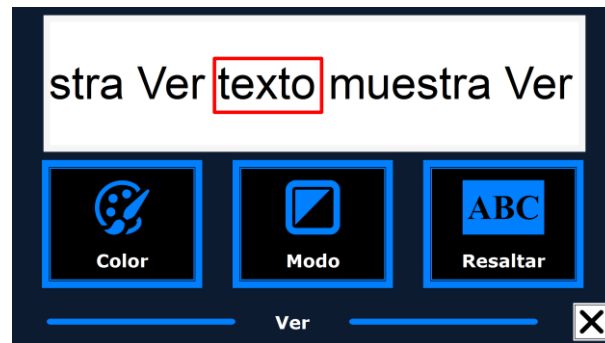 stra Ver texto muestra Ver
ABC
Color Modo Resaltar
Ver